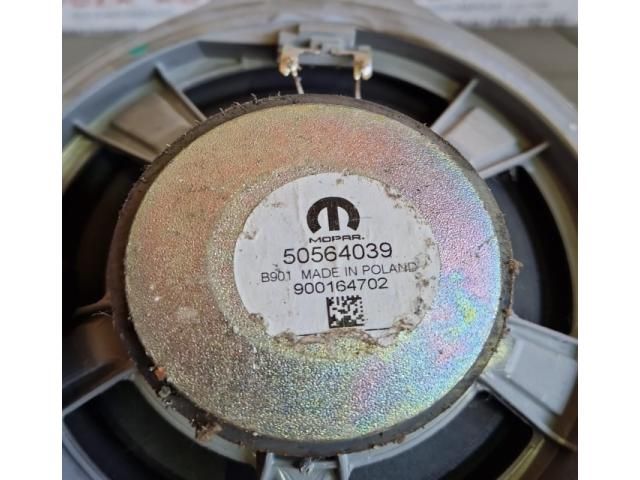 MOPAR.
50564039
B901 MADE IN POLAND
900164702